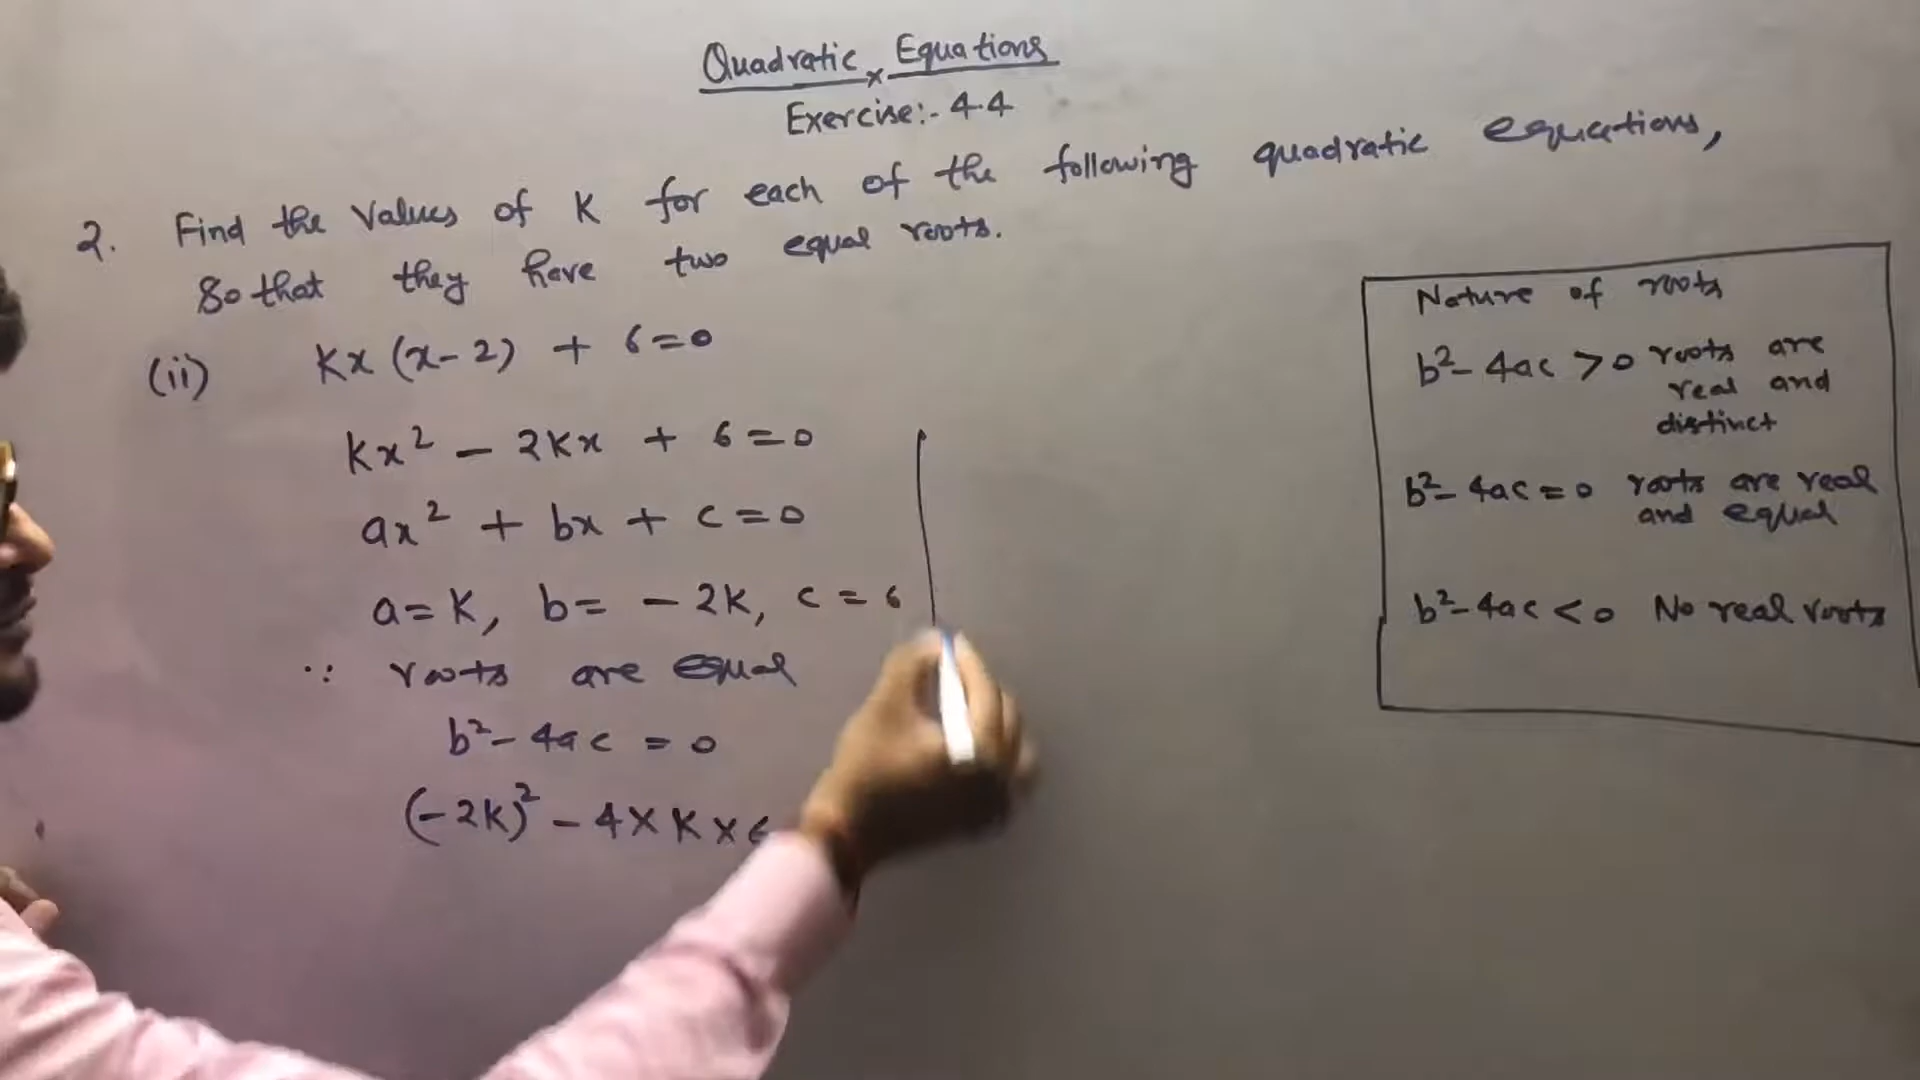 Quadratic Equations
Exercise:- 4.4
2. Find the Values of K for each of the following quadratic equations,
So that they have two equal roots.
(ii) Kx (x-2) + 6=0
Kx² - 2Kx + 6=0
ax² + bx + c=0
a=K, b= -2K, c=6
∵ roots are equal
b²-4ac = 0
(-2K)² - 4×K×6
Nature of roots
b²-4ac >0 roots are
real and
distinct
b²-4ac=0 roots are real
and equal
b²-4ac<0 No real roots